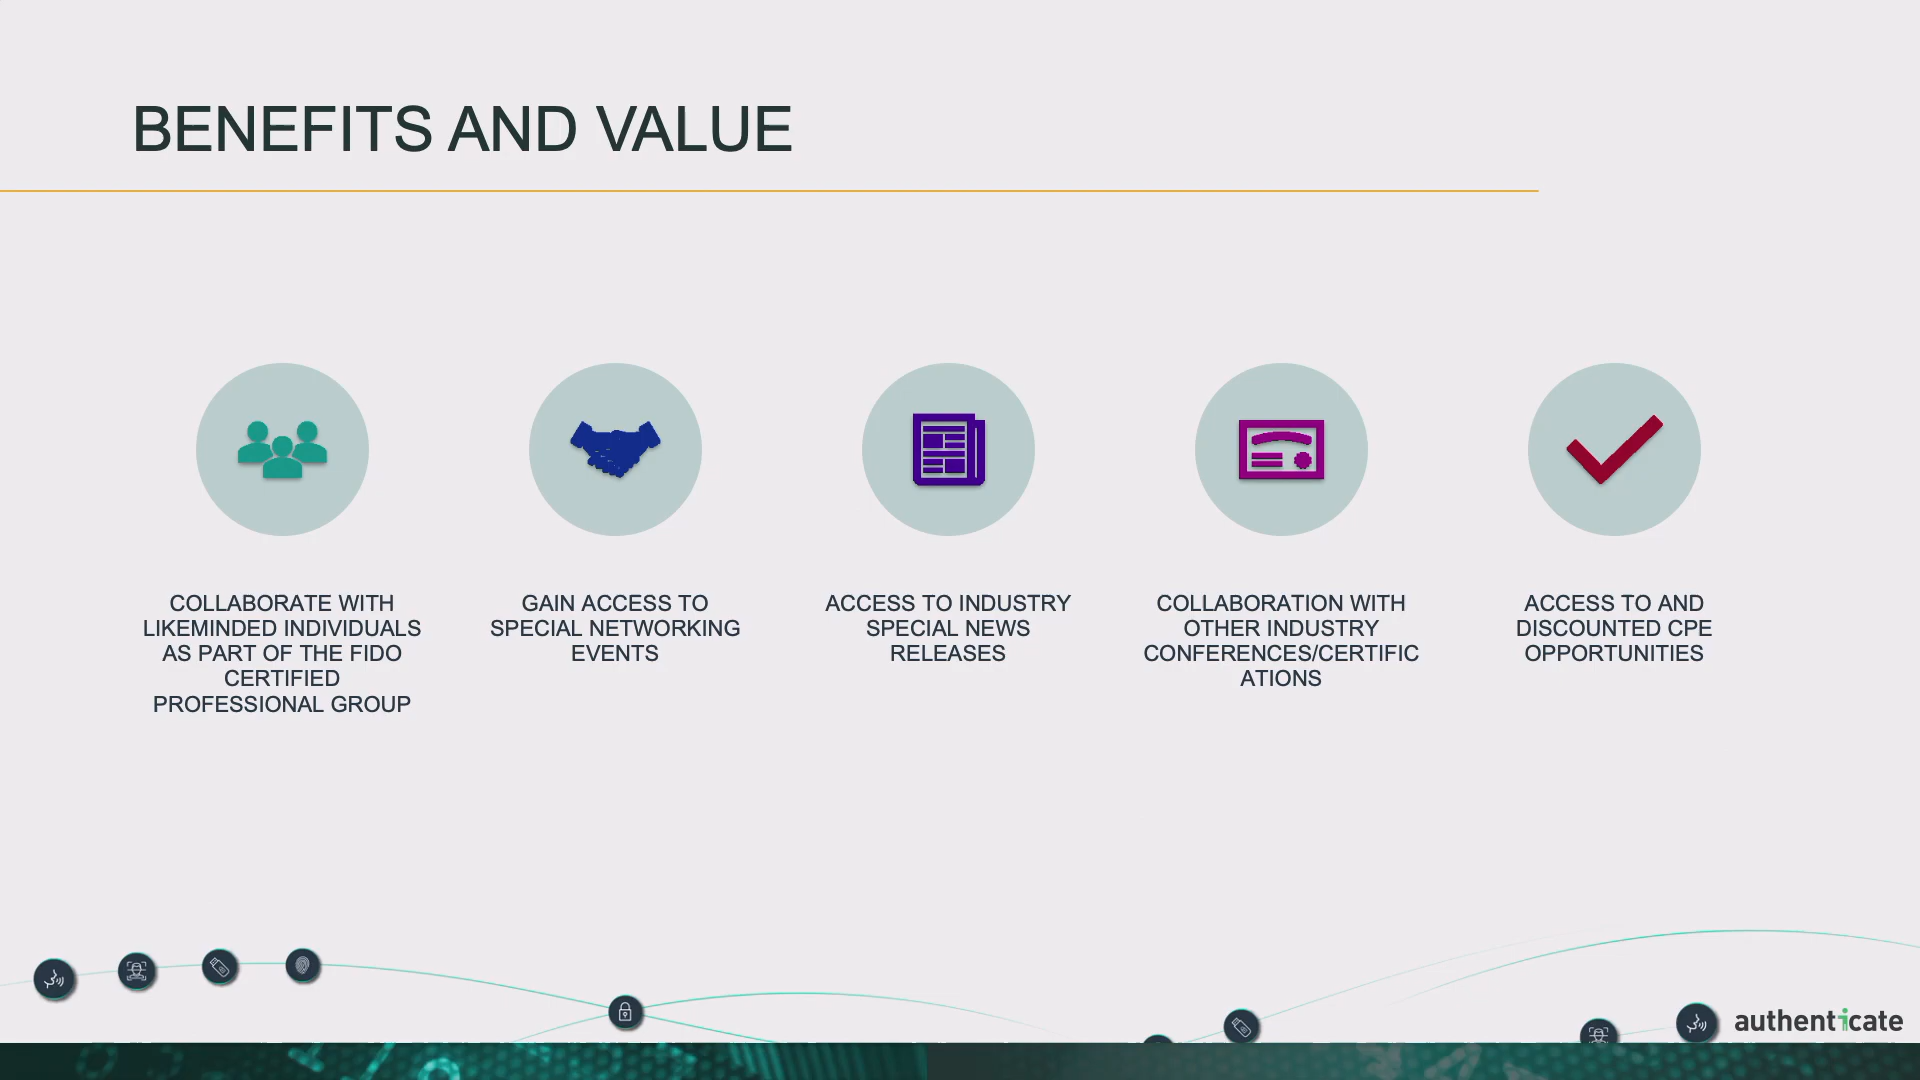 BENEFITS AND VALUE
COLLABORATE WITH
LIKEMINDED INDIVIDUALS
AS PART OF THE FIDO
CERTIFIED
PROFESSIONAL GROUP
GAIN ACCESS TO
SPECIAL NETWORKING
EVENTS
ACCESS TO INDUSTRY
SPECIAL NEWS
RELEASES
COLLABORATION WITH
OTHER INDUSTRY
CONFERENCES/CERTIFIC
ATIONS
ACCESS TO AND
DISCOUNTED CPE
OPPORTUNITIES
authenticate